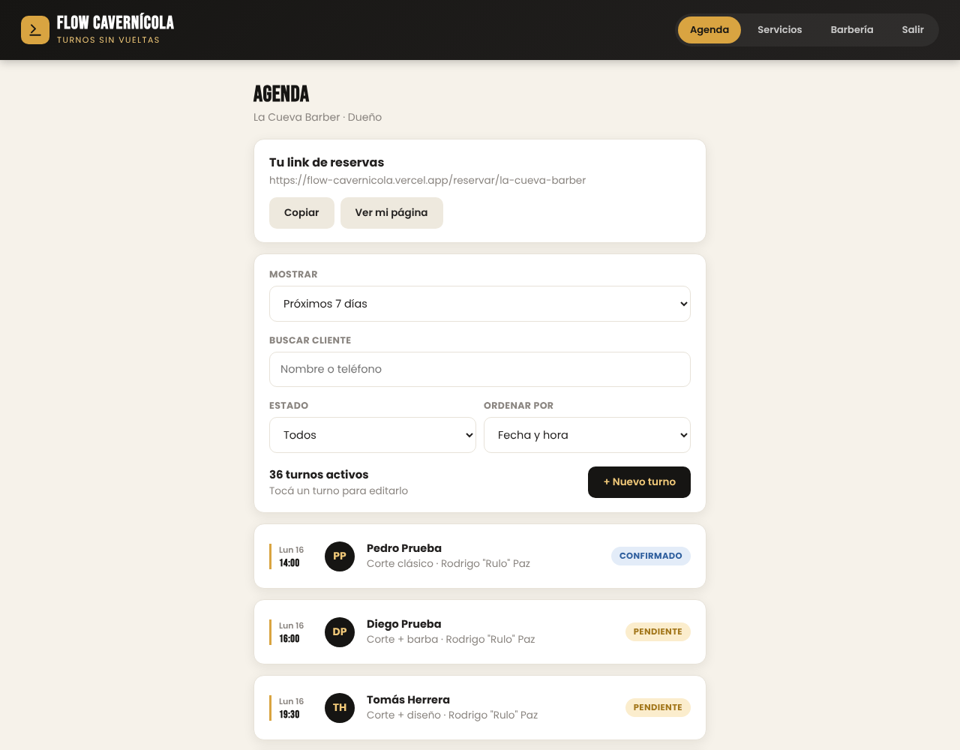 FLOW CAVERNÍCOLA
TURNOS SIN VUELTAS
Agenda Servicios Barbería Salir
AGENDA
La Cueva Barber · Dueño
Tu link de reservas
https://flow-cavernicola.vercel.app/reservar/la-cueva-barber
Copiar Ver mi página
MOSTRAR
Próximos 7 días
BUSCAR CLIENTE
Nombre o teléfono
ESTADO ORDENAR POR
Todos Fecha y hora
36 turnos activos
Tocá un turno para editarlo
+ Nuevo turno
Lun 16
14:00
PP
Pedro Prueba
Corte clásico · Rodrigo "Rulo" Paz
CONFIRMADO
Lun 16
16:00
DP
Diego Prueba
Corte + barba · Rodrigo "Rulo" Paz
PENDIENTE
Lun 16
19:30
TH
Tomás Herrera
Corte + diseño · Rodrigo "Rulo" Paz
PENDIENTE